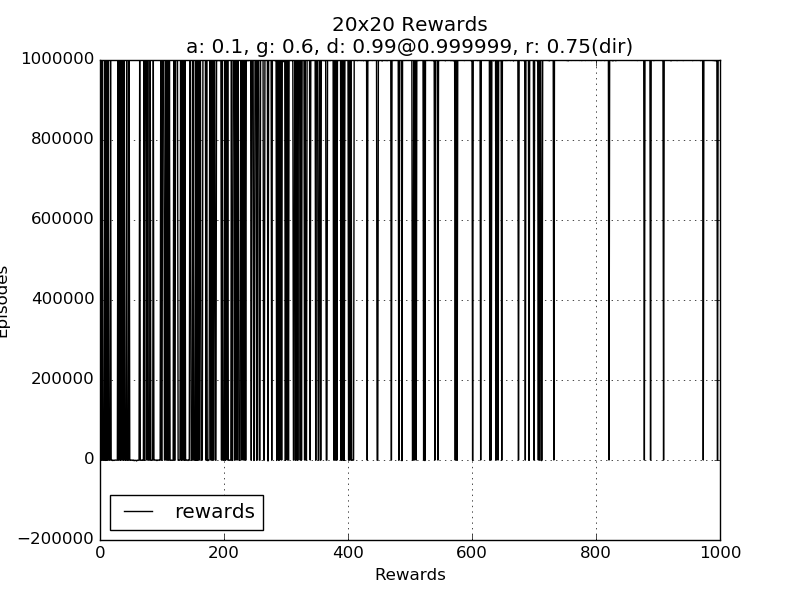 20x20 Rewards
a: 0.1, g: 0.6, d: 0.99@0.999999, r: 0.75(dir)
1000000
800000
600000
400000
200000
0
−200000
Episodes
rewards
0 200 400 600 800 1000
Rewards